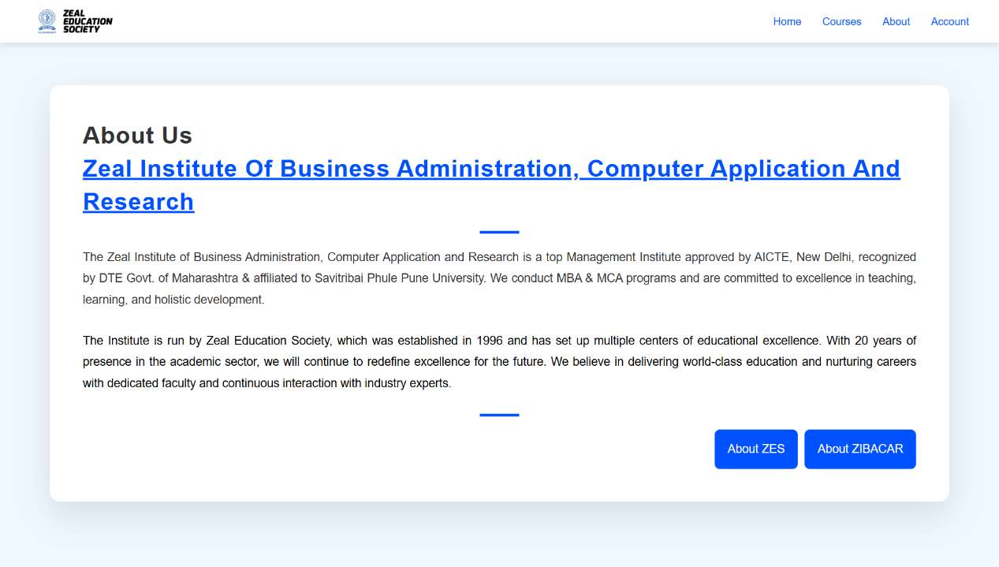 ZEAL
EDUCATION
SOCIETY
Home Courses About Account
About Us
Zeal Institute Of Business Administration, Computer Application And
Research
The Zeal Institute of Business Administration, Computer Application and Research is a top Management Institute approved by AICTE, New Delhi, recognized
by DTE Govt. of Maharashtra & affiliated to Savitribai Phule Pune University. We conduct MBA & MCA programs and are committed to excellence in teaching,
learning, and holistic development.
The Institute is run by Zeal Education Society, which was established in 1996 and has set up multiple centers of educational excellence. With 20 years of
presence in the academic sector, we will continue to redefine excellence for the future. We believe in delivering world-class education and nurturing careers
with dedicated faculty and continuous interaction with industry experts.
About ZES About ZIBACAR